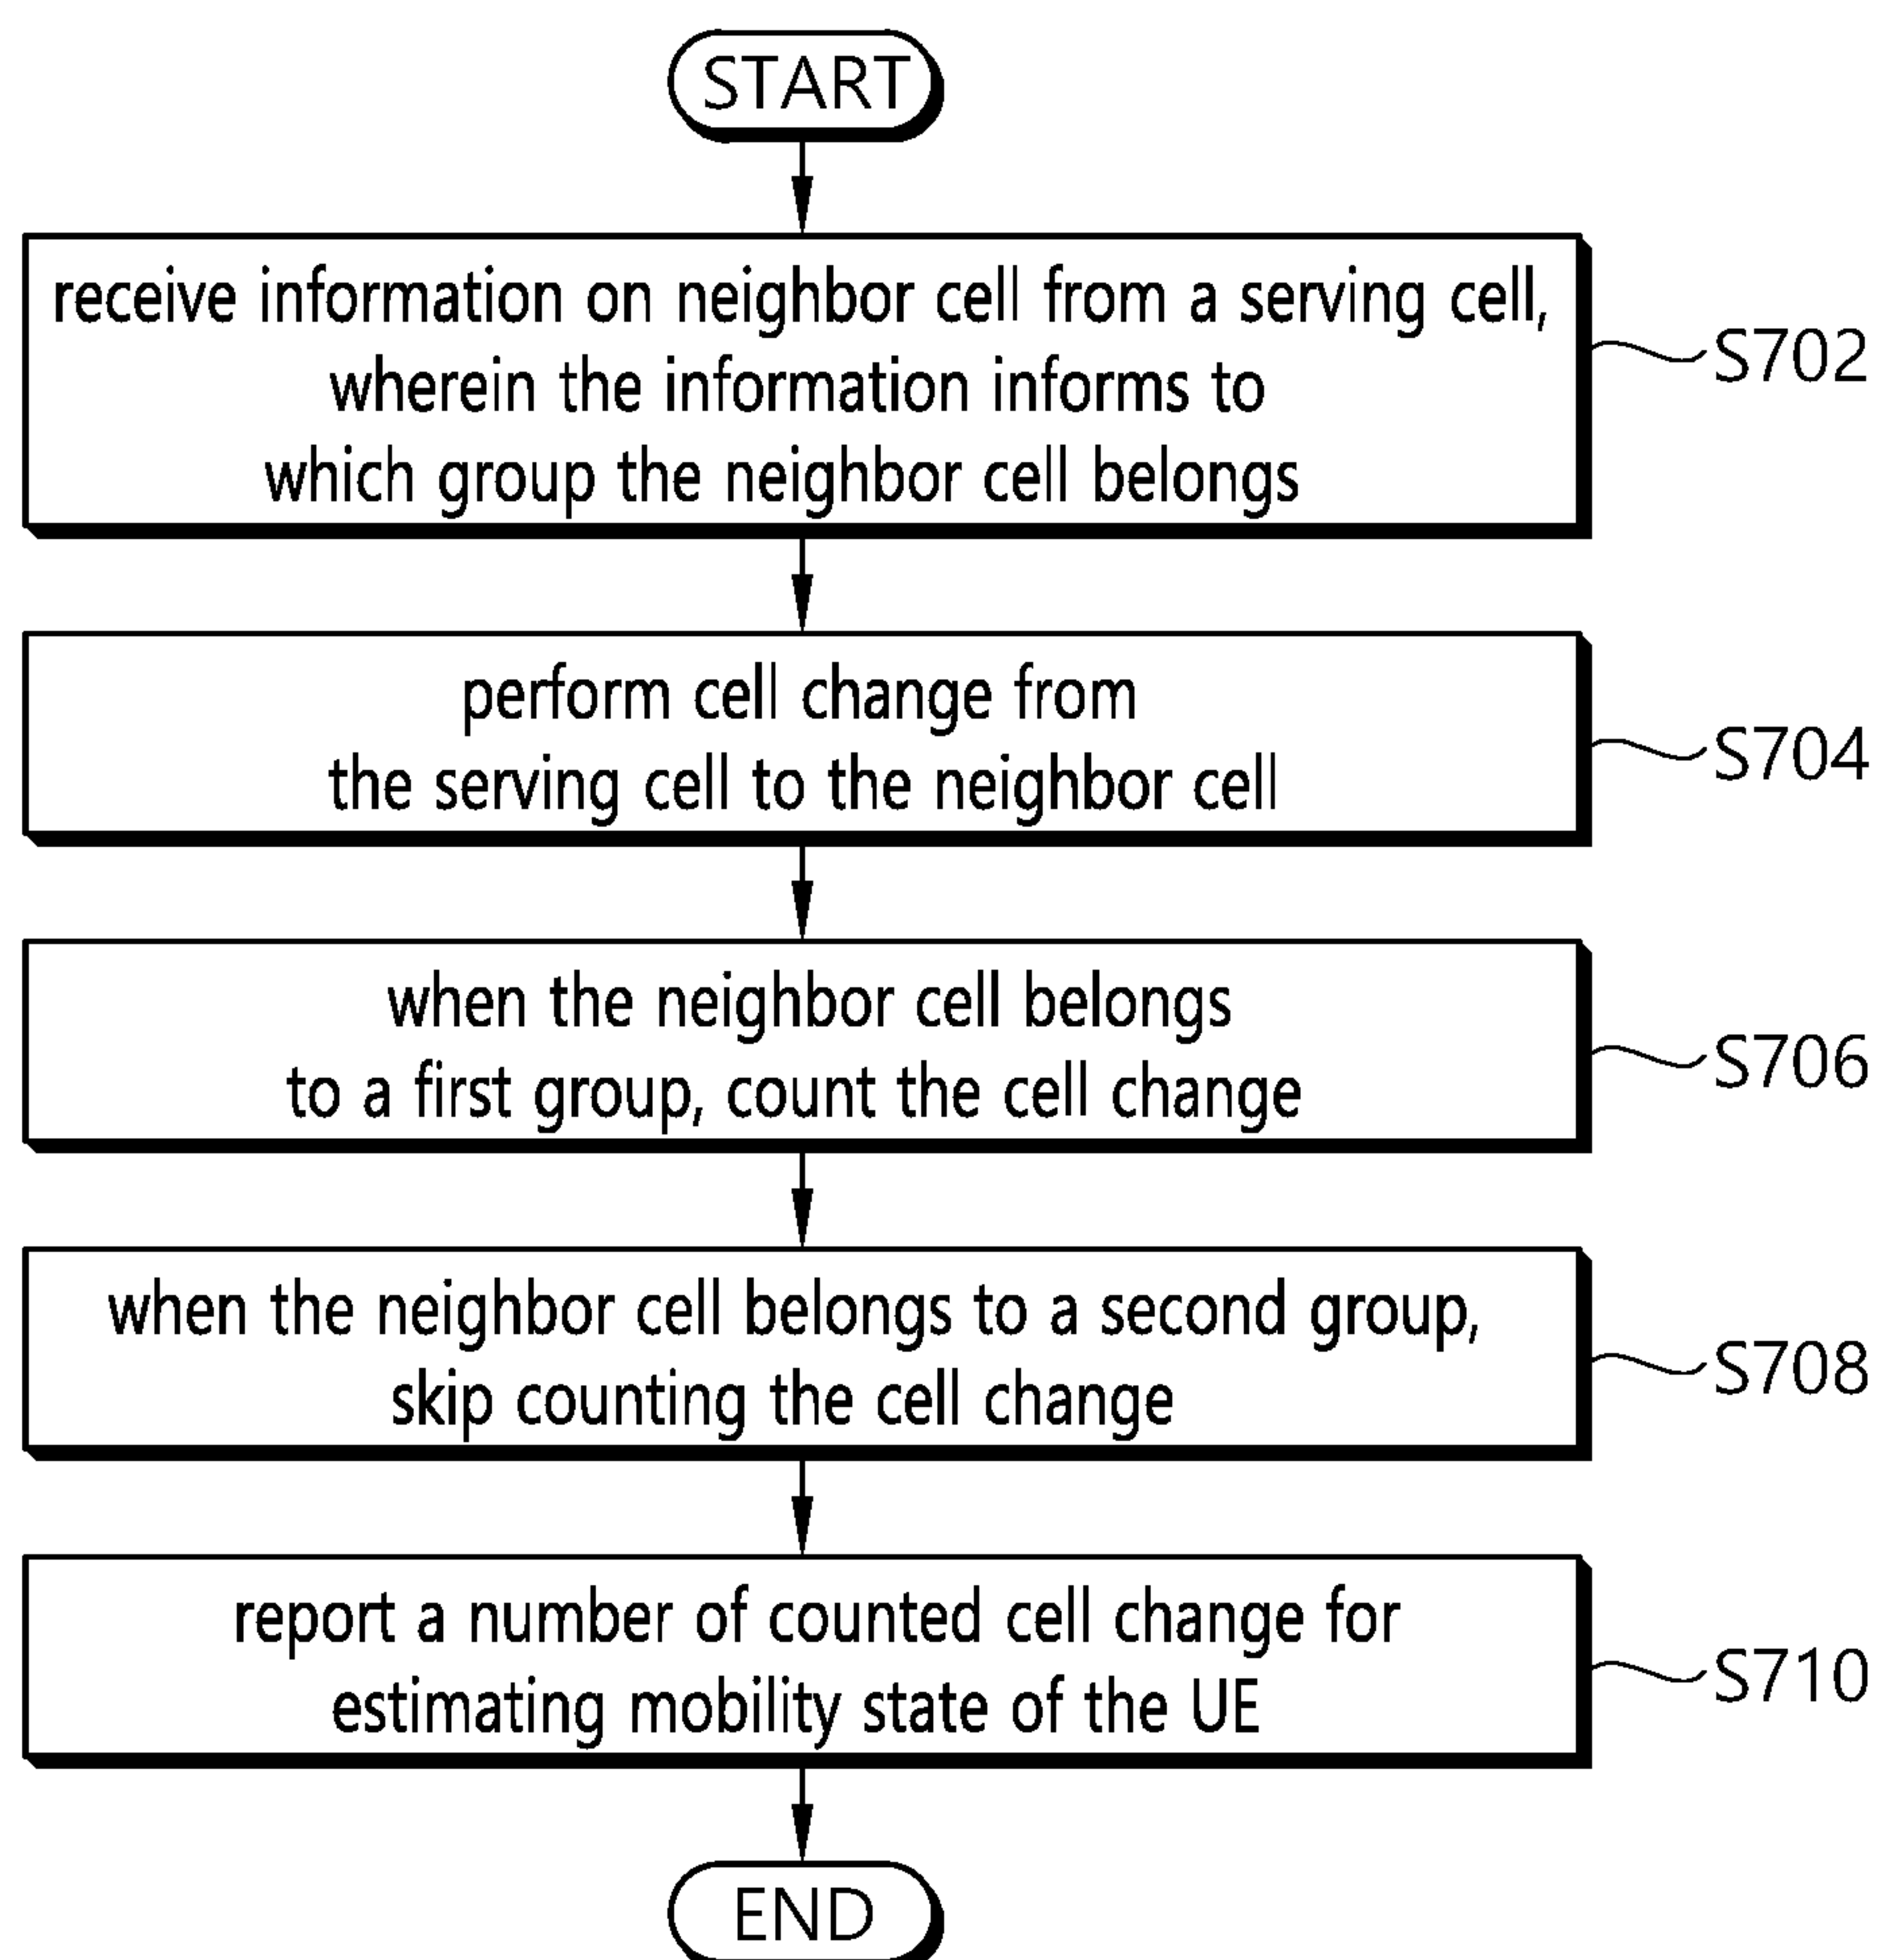 START
receive information on neighbor cell from a serving cell,
wherein the information informs to
which group the neighbor cell belongs
S702
perform cell change from
the serving cell to the neighbor cell
S704
when the neighbor cell belongs
to a first group, count the cell change
S706
when the neighbor cell belongs to a second group,
skip counting the cell change
S708
report a number of counted cell change for
estimating mobility state of the UE
S710
END